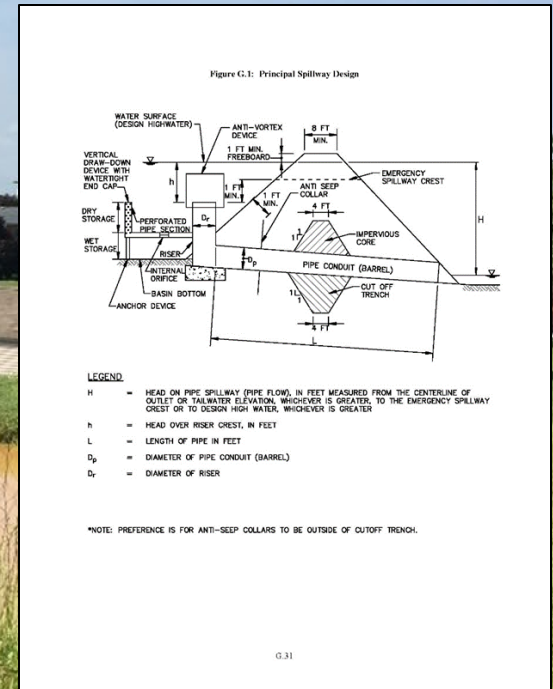 Figure G.1: Principal Spillway Design
WATER SURFACE
(DESIGN HIGHWATER)
ANTI-VORTEX
DEVICE
8 FT
MIN.
1 FT MIN.
FREEBOARD
VERTICAL
DRAW-DOWN
DEVICE WITH
WATERTIGHT
END CAP
h
1 FT
MIN.
EMERGENCY
SPILLWAY CREST
ANTI SEEP
COLLAR
1 FT
MIN.
4 FT
H
DRY
STORAGE
PERFORATED
PIPE SECTION
Dr
IMPERVIOUS
CORE
1
1
WET
STORAGE
RISER
Dp
PIPE CONDUIT (BARREL)
INTERNAL
ORIFICE
CUT OFF
TRENCH
1
1
BASIN BOTTOM
ANCHOR DEVICE
4 FT
L
LEGEND
H = HEAD ON PIPE SPILLWAY (PIPE FLOW), IN FEET MEASURED FROM THE CENTERLINE OF
OUTLET OR TAILWATER ELEVATION, WHICHEVER IS GREATER, TO THE EMERGENCY SPILLWAY
CREST OR TO DESIGN HIGH WATER, WHICHEVER IS GREATER
h = HEAD OVER RISER CREST, IN FEET
L = LENGTH OF PIPE IN FEET
Dp = DIAMETER OF PIPE CONDUIT (BARREL)
Dr = DIAMETER OF RISER
*NOTE: PREFERENCE IS FOR ANTI-SEEP COLLARS TO BE OUTSIDE OF CUTOFF TRENCH.
G.31